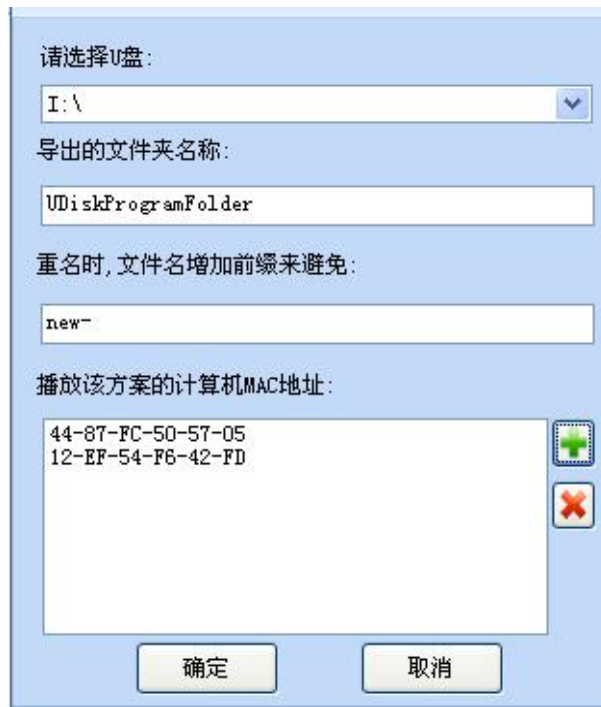 请选择U盘:
I:\
导出的文件夹名称:
UDiskProgramFolder
重名时,文件名增加前缀来避免:
new-
播放该方案的计算机MAC地址:
44-87-FC-50-57-05
12-EF-54-F6-42-FD
确定
取消